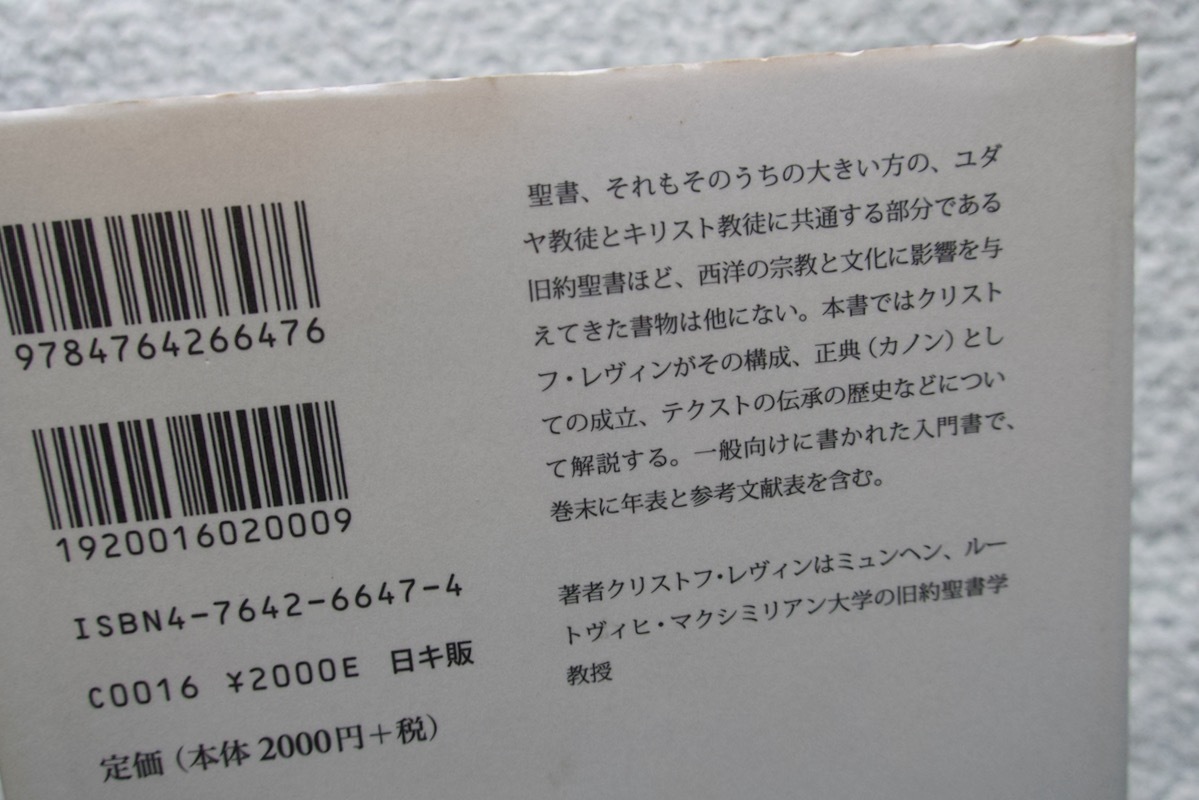 9784764266476
1920016020009
ISBN4-7642-6647-4
C0016 ¥2000E 日キ販
定価（本体2000円＋税）
聖書、それもそのうちの大きい方の、ユダ
ヤ教徒とキリスト教徒に共通する部分である
旧約聖書ほど、西洋の宗教と文化に影響を与
えてきた書物は他にない。本書ではクリスト
フ・レヴィンがその構成、正典（カノン）とし
ての成立、テクストの伝承の歴史などについ
て解説する。一般向けに書かれた入門書で、
巻末に年表と参考文献表を含む。
著者クリストフ・レヴィンはミュンヘン、ルー
トヴィヒ・マクシミリアン大学の旧約聖書学
教授